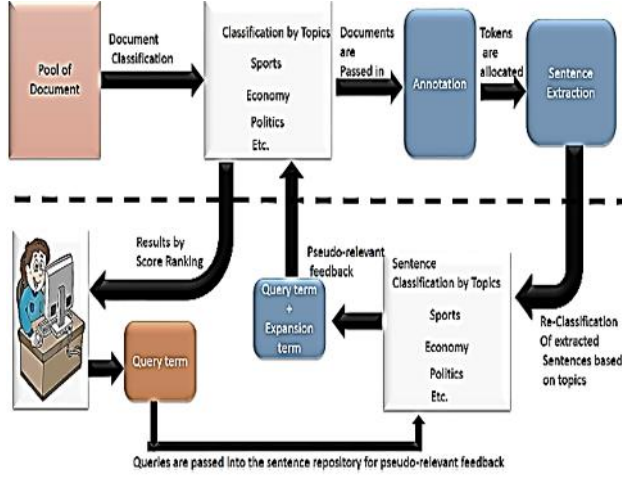 Pool of
Document
Document
Classification
Classification by Topics
Sports
Economy
Politics
Etc.
Documents
are
Passed in
Annotation
Tokens
are
allocated
Sentence
Extraction
Results by
Score Ranking
Pseudo-relevant
feedback
Query term
+
Expansion
term
Sentence
Classification by Topics
Sports
Economy
Politics
Etc.
Re-Classification
Of extracted
Sentences based
on topics
Query term
Queries are passed into the sentence repository for pseudo-relevant feedback